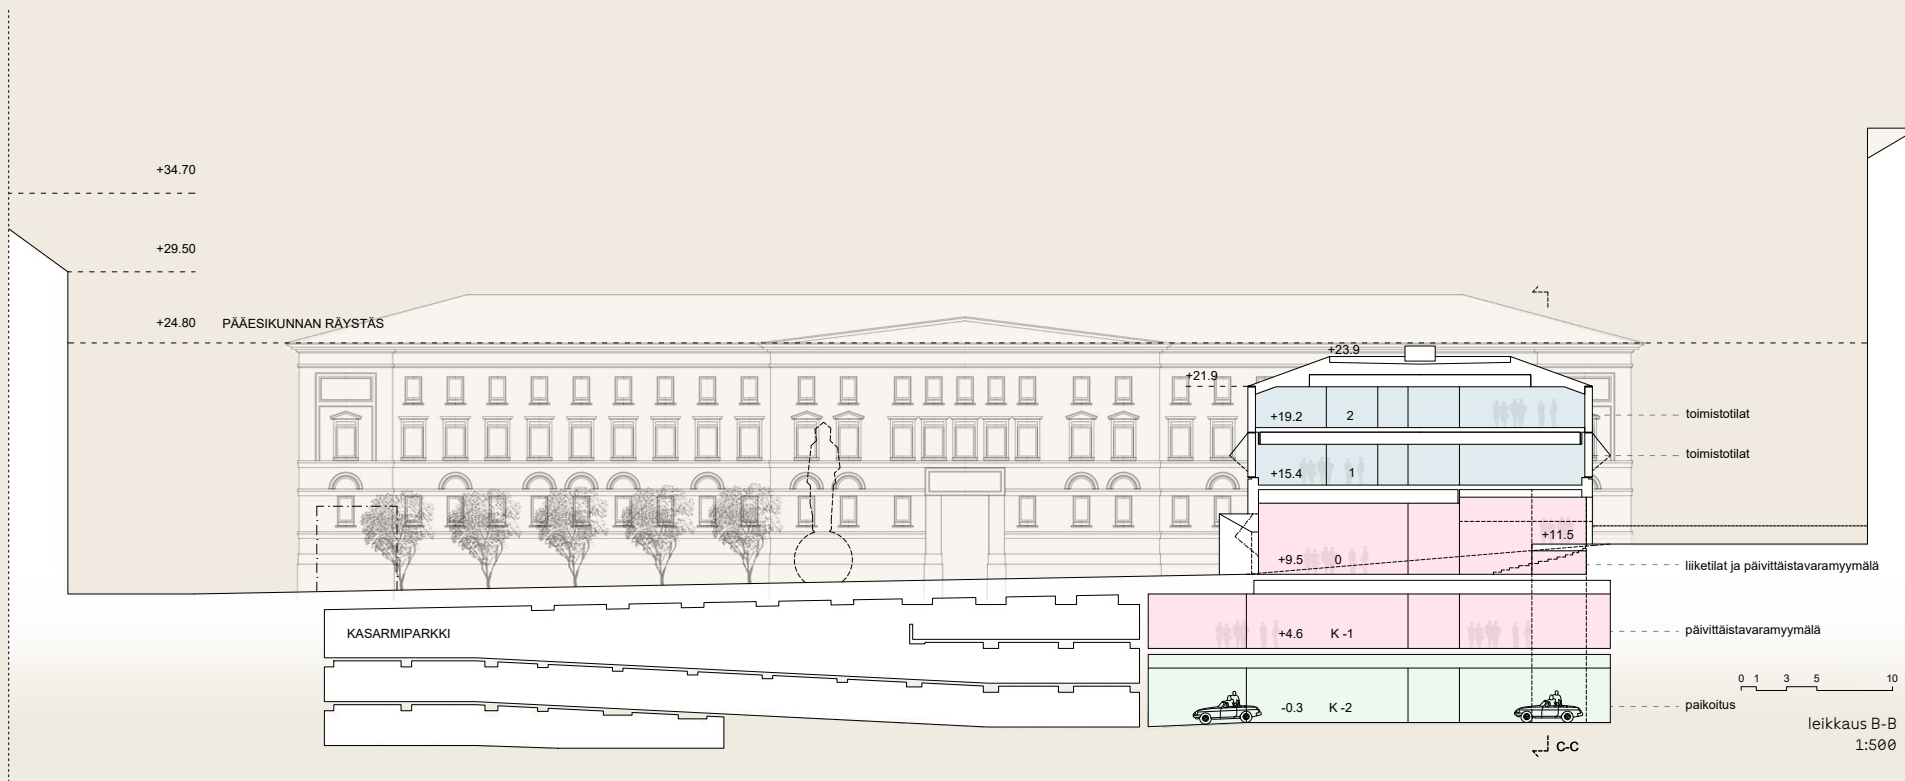 +34.70
+29.50
+24.80 PÄÄESIKUNNAN RÄYSTÄS
+23.9
+21.9
+19.2 2 toimistotilat
+15.4 1 toimistotilat
+11.5
+9.5 0 liiketilat ja päivittäistavaramyymälä
KASARMIPARKKI +4.6 K -1 päivittäistavaramyymälä
0 1 3 5 10
-0.3 K -2 paikoitus
leikkaus B-B
1:500
C-C